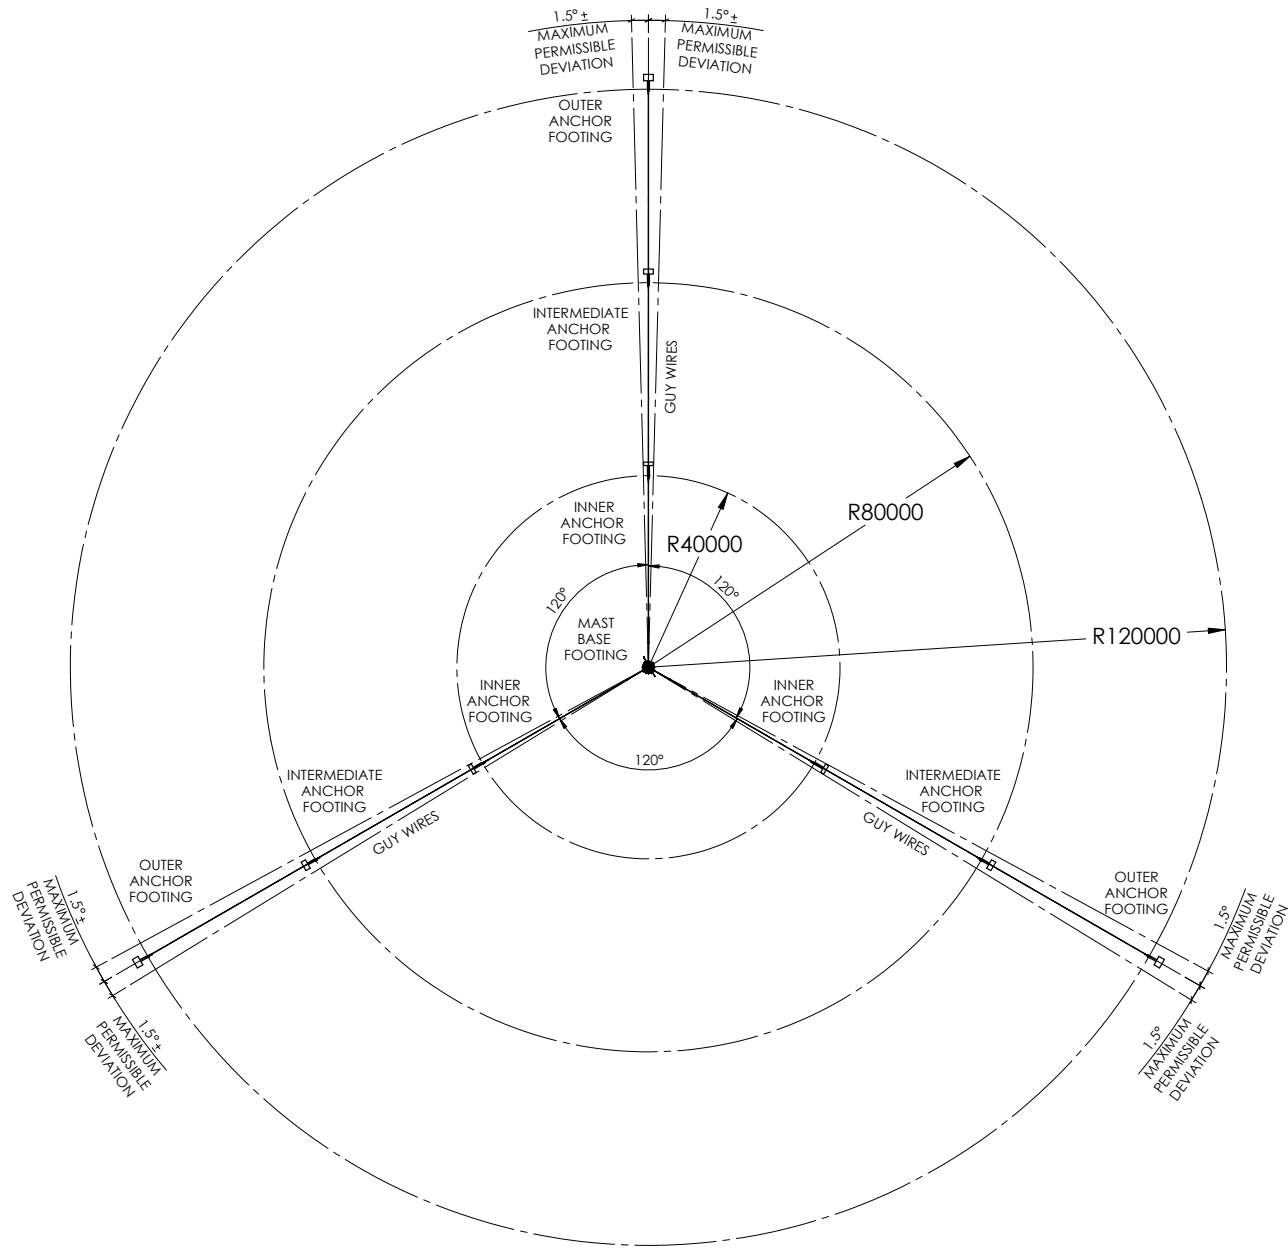 1.5° ±
MAXIMUM
PERMISSIBLE
DEVIATION
1.5° ±
MAXIMUM
PERMISSIBLE
DEVIATION
OUTER
ANCHOR
FOOTING
INTERMEDIATE
ANCHOR
FOOTING
GUY WIRES
INNER
ANCHOR
FOOTING
R40000
R80000
R120000
120°
120°
MAST
BASE
FOOTING
INNER
ANCHOR
FOOTING
INNER
ANCHOR
FOOTING
120°
INTERMEDIATE
ANCHOR
FOOTING
GUY WIRES
INTERMEDIATE
ANCHOR
FOOTING
GUY WIRES
OUTER
ANCHOR
FOOTING
OUTER
ANCHOR
FOOTING
1.5° ±
MAXIMUM
PERMISSIBLE
DEVIATION
1.5° ±
MAXIMUM
PERMISSIBLE
DEVIATION
1.5°
MAXIMUM
PERMISSIBLE
DEVIATION
1.5°
MAXIMUM
PERMISSIBLE
DEVIATION